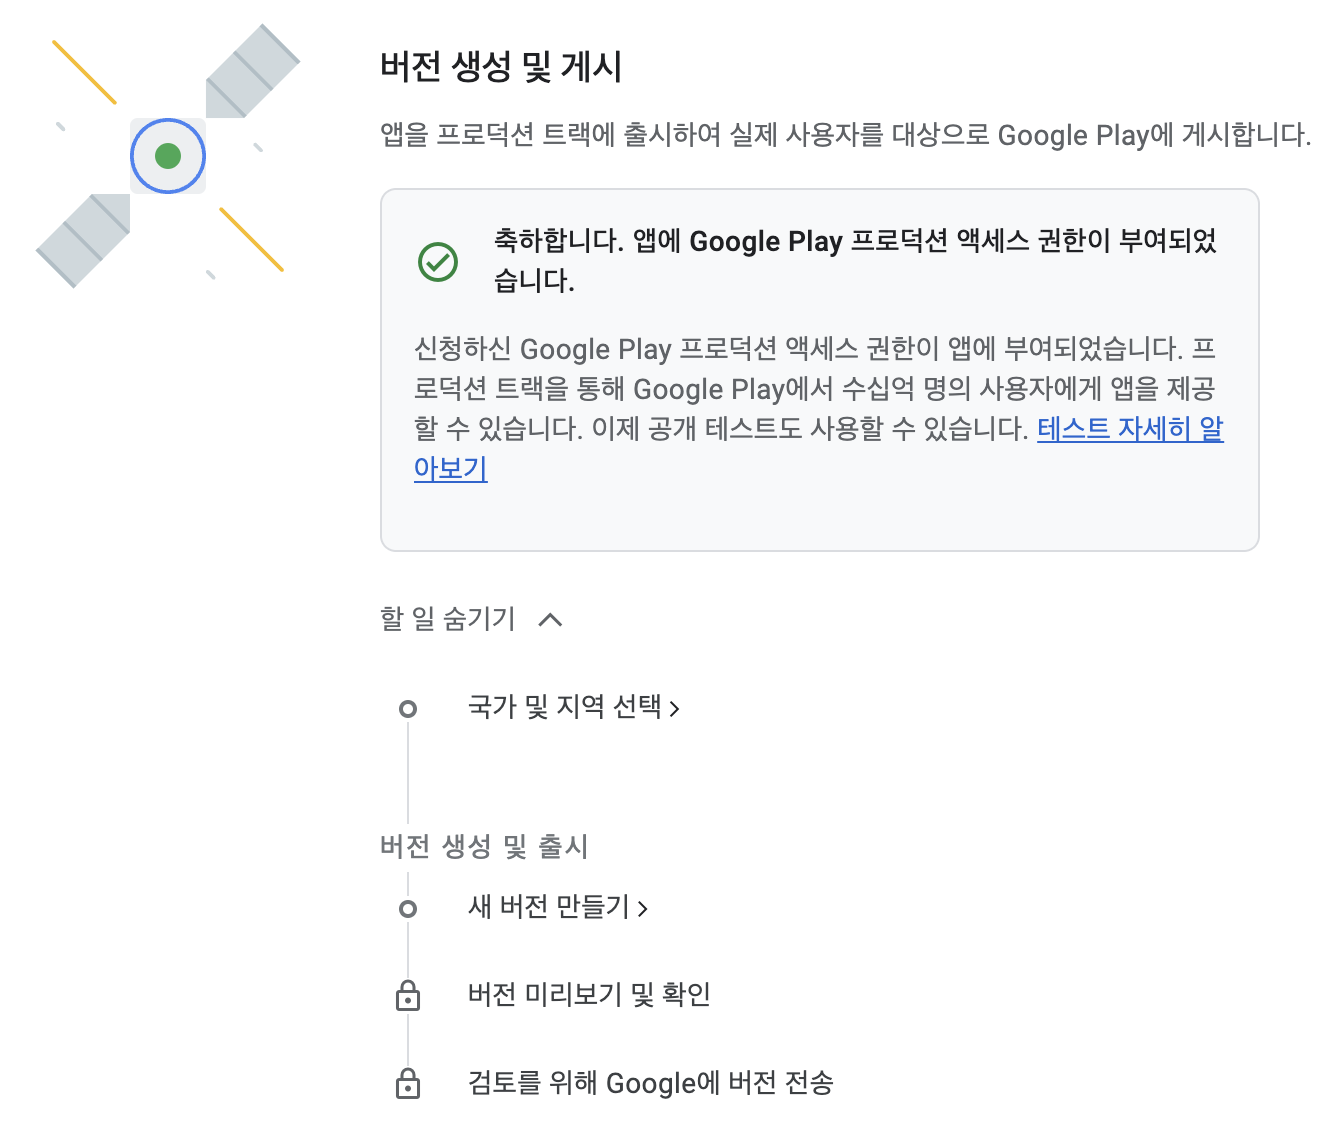 버전 생성 및 게시
앱을 프로덕션 트랙에 출시하여 실제 사용자를 대상으로 Google Play에 게시합니다.
축하합니다. 앱에 Google Play 프로덕션 액세스 권한이 부여되었
습니다.
신청하신 Google Play 프로덕션 액세스 권한이 앱에 부여되었습니다. 프
로덕션 트랙을 통해 Google Play에서 수십억 명의 사용자에게 앱을 제공
할 수 있습니다. 이제 공개 테스트도 사용할 수 있습니다. 테스트 자세히 알
아보기
할 일 숨기기
국가 및 지역 선택
버전 생성 및 출시
새 버전 만들기
버전 미리보기 및 확인
검토를 위해 Google에 버전 전송